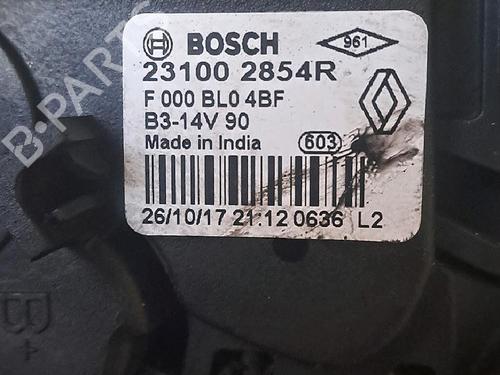 BOSCH
961
23100 2854R
F 000 BL0 4BF
B3-14V 90
Made in India
603
26/10/17 21:12 0636 L2
B-PARTS